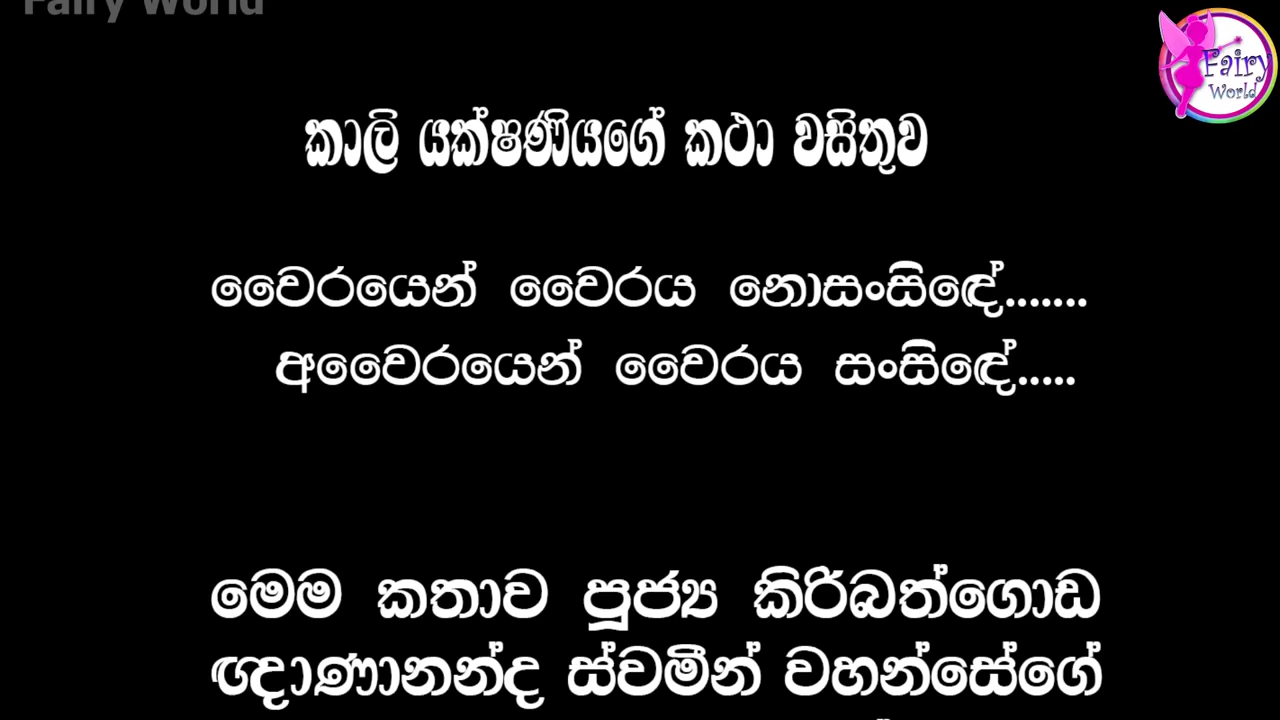 Fairy World
Fairy
World
කාලි යක්ෂණියගේ කථා වසිතුව
වෛරයෙන් වෛරය නොසංසිඳේ.......
අවෛරයෙන් වෛරය සංසිඳේ.....
මෙම කතාව පූජ්‍ය කිරිබත්ගොඩ
ඤාණානන්ද ස්වමීන් වහන්සේගේ